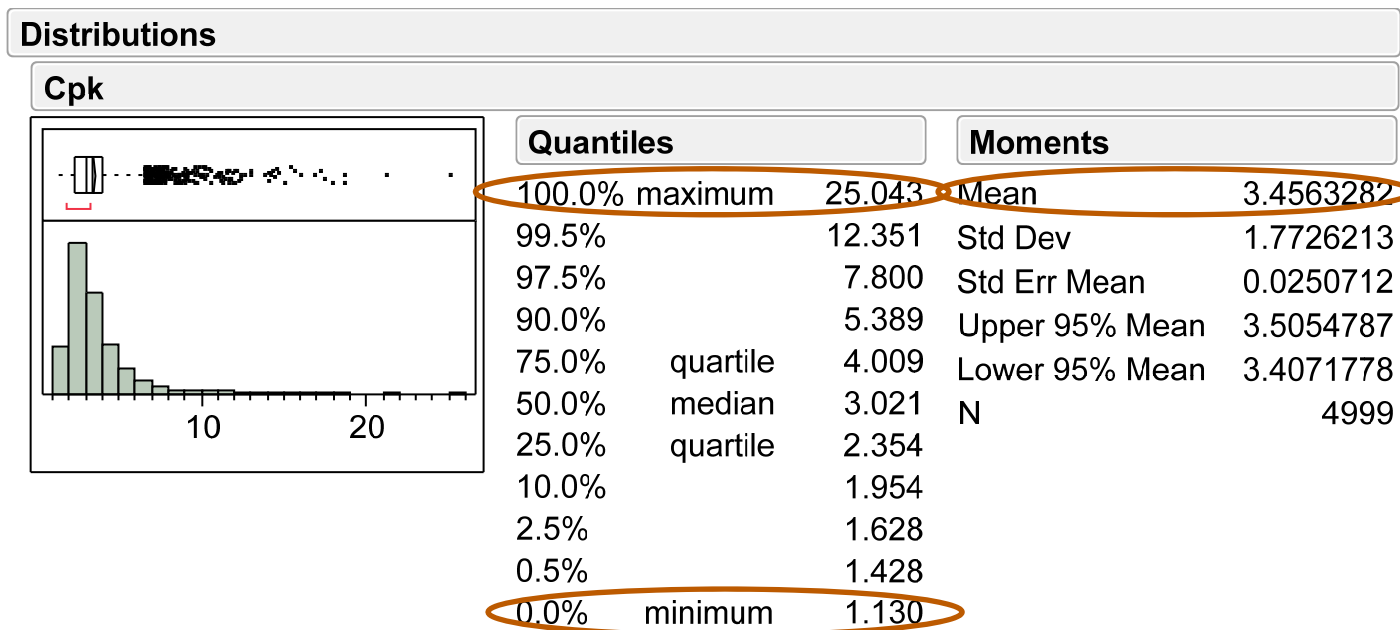 Distributions
Cpk
10 20
Quantiles
100.0% maximum 25.043
99.5% 12.351
97.5% 7.800
90.0% 5.389
75.0% quartile 4.009
50.0% median 3.021
25.0% quartile 2.354
10.0% 1.954
2.5% 1.628
0.5% 1.428
0.0% minimum 1.130
Moments
Mean 3.4563282
Std Dev 1.7726213
Std Err Mean 0.0250712
Upper 95% Mean 3.5054787
Lower 95% Mean 3.4071778
N 4999